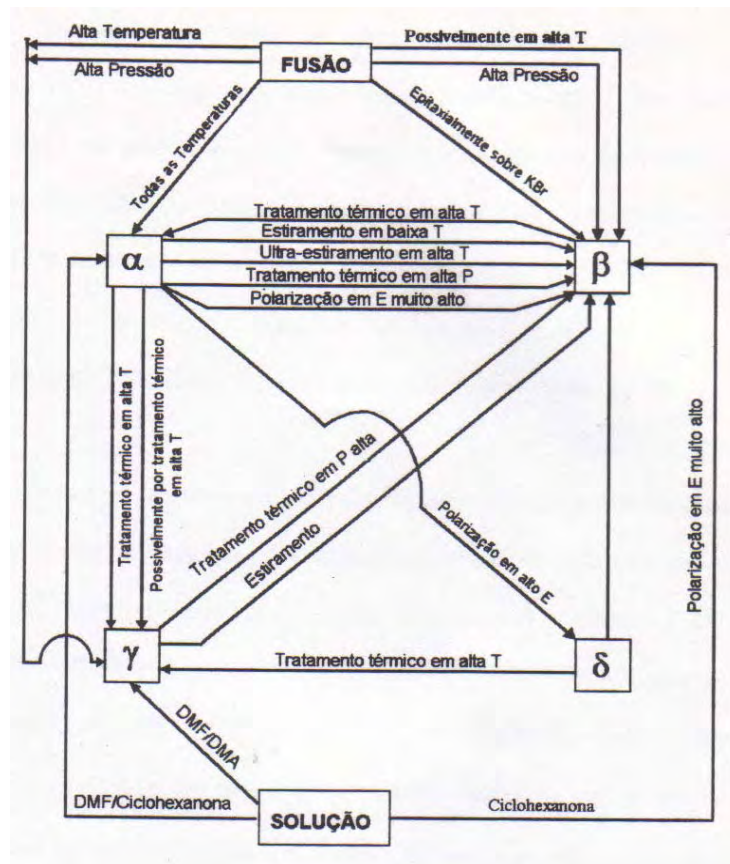 Alta Temperatura
Possivelmente em alta T
FUSÃO
Alta Pressão
Alta Pressão
Todas as Temperaturas
Epitaxialmente sobre KBr
Tratamento térmico em alta T
Estiramento em baixa T
α
Ultra-estiramento em alta T
β
Tratamento térmico em alta P
Polarização em E muito alto
Tratamento térmico em alta T
Possivelmente por tratamento térmico
em alta T
Tratamento térmico em P alta
Estiramento
Polarização em alto E
Polarização em E muito alto
γ
Tratamento térmico em alta T
δ
DMF/DMA
DMF/Ciclohexanona
SOLUÇÃO
Ciclohexanona